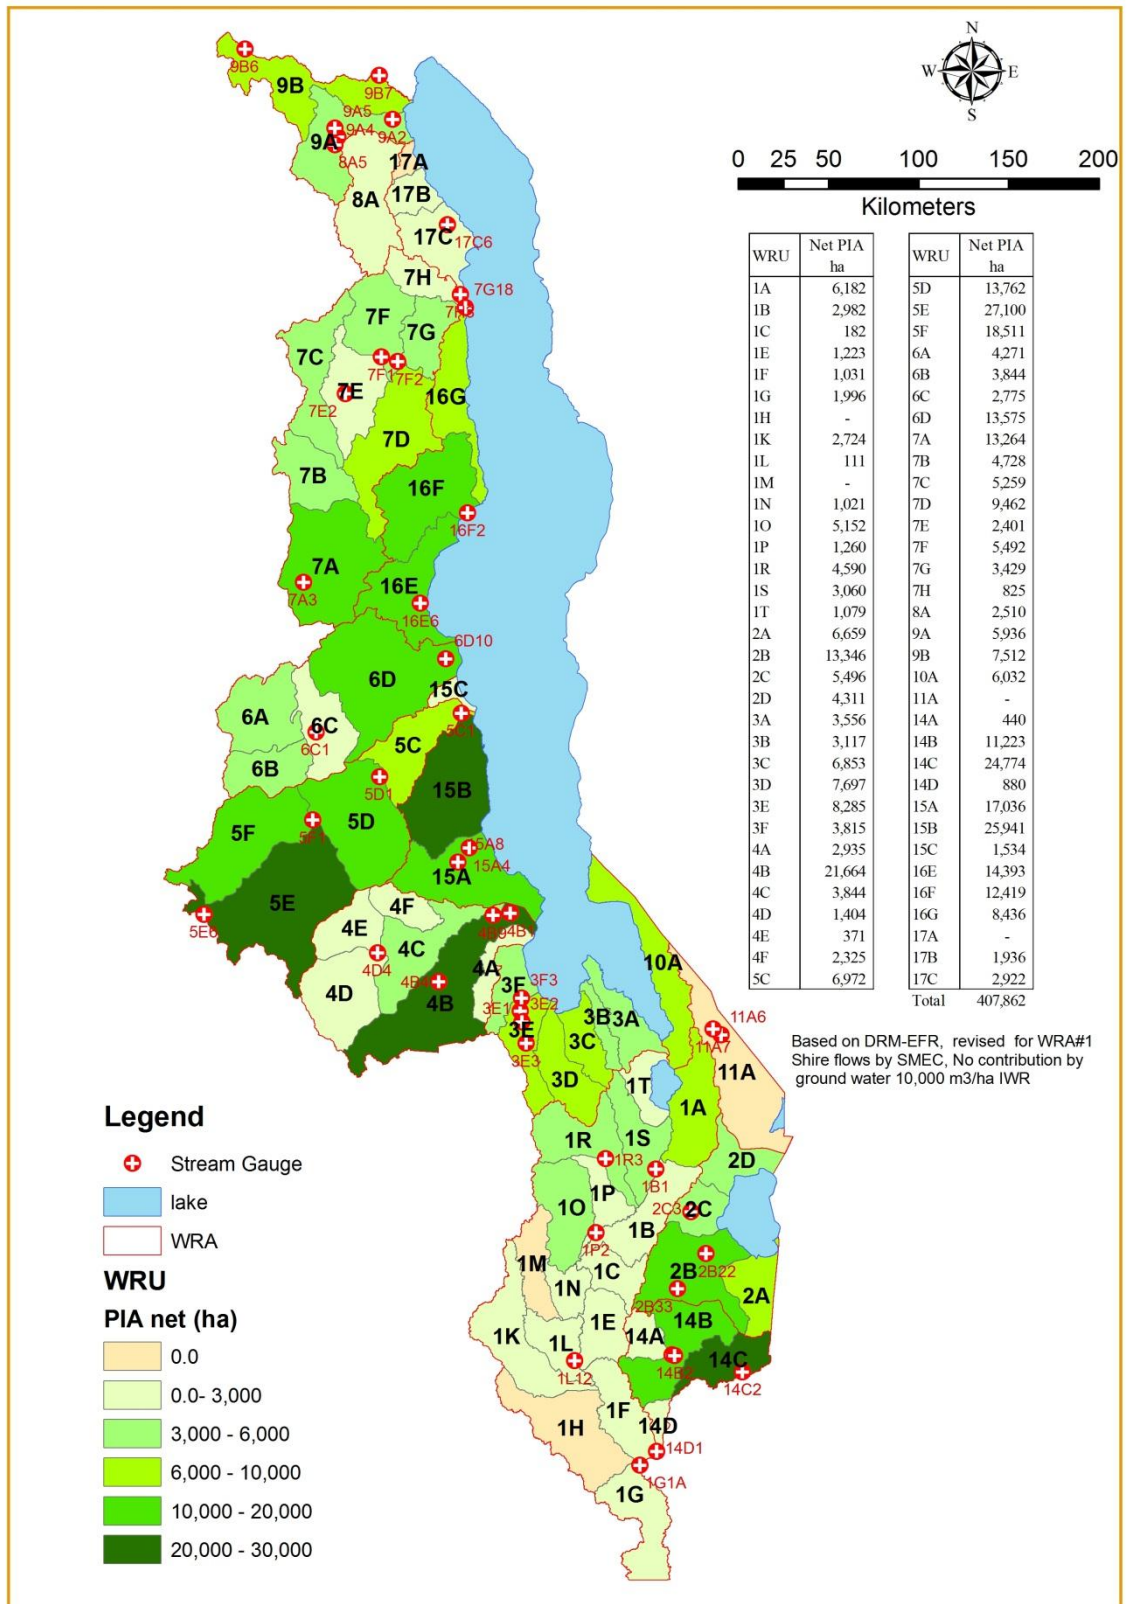 N
W E
S
0 25 50 100 150 200
Kilometers
WRU Net PIA ha
1A 6,182
1B 2,982
1C 182
1E 1,223
1F 1,031
1G 1,996
1H -
1K 2,724
1L 111
1M -
1N 1,021
1O 5,152
1P 1,260
1R 4,590
1S 3,060
1T 1,079
2A 6,659
2B 13,346
2C 5,496
2D 4,311
3A 3,556
3B 3,117
3C 6,853
3D 7,697
3E 8,285
3F 3,815
4A 2,935
4B 21,664
4C 3,844
4D 1,404
4E 371
4F 2,325
5C 6,972
WRU Net PIA ha
5D 13,762
5E 27,100
5F 18,511
6A 4,271
6B 3,844
6C 2,775
6D 13,575
7A 13,264
7B 4,728
7C 5,259
7D 9,462
7E 2,401
7F 5,492
7G 3,429
7H 825
8A 2,510
9A 5,936
9B 7,512
10A 6,032
11A -
14A 440
14B 11,223
14C 24,774
14D 880
15A 17,036
15B 25,941
15C 1,534
16E 14,393
16F 12,419
16G 8,436
17A -
17B 1,936
17C 2,922
Total 407,862
Based on DRM-EFR, revised for WRA#1
Shire flows by SMEC, No contribution by
ground water 10,000 m3/ha IWR
9B6
9B
9B7
9A5
9A4
9A2
9A
8A5
17A
8A
17B
17C
17C6
7H
7G18
7F
7G
7C
7F1
7F2
7E
7E2
16G
7D
7B
16F
16F2
7A
7A3
16E
16E6
6D10
6D
15C
6A
6C
6C1
5C1
5C
6B
5D1
15B
5F
5D
15A8
15A4
15A
5E
5E6
4F
4E
4B1
4C
4D4
4A
4D
4B
3F
3F3
3E2
3E
3E3
3B
3A
3C
3D
10A
11A6
11A7
11A
1T
1A
1R
1S
1R3
1B1
2D
1P
1O
2C3
2C
1B
1P2
1M
1C
1N
2B
2B22
2B33
2A
1E
14B
14A
1K
1L
1L12
14C
14C2
1F
1H
14D
14D1
1G1A
1G
Legend
Stream Gauge
lake
WRA
WRU
PIA net (ha)
0.0
0.0- 3,000
3,000 - 6,000
6,000 - 10,000
10,000 - 20,000
20,000 - 30,000